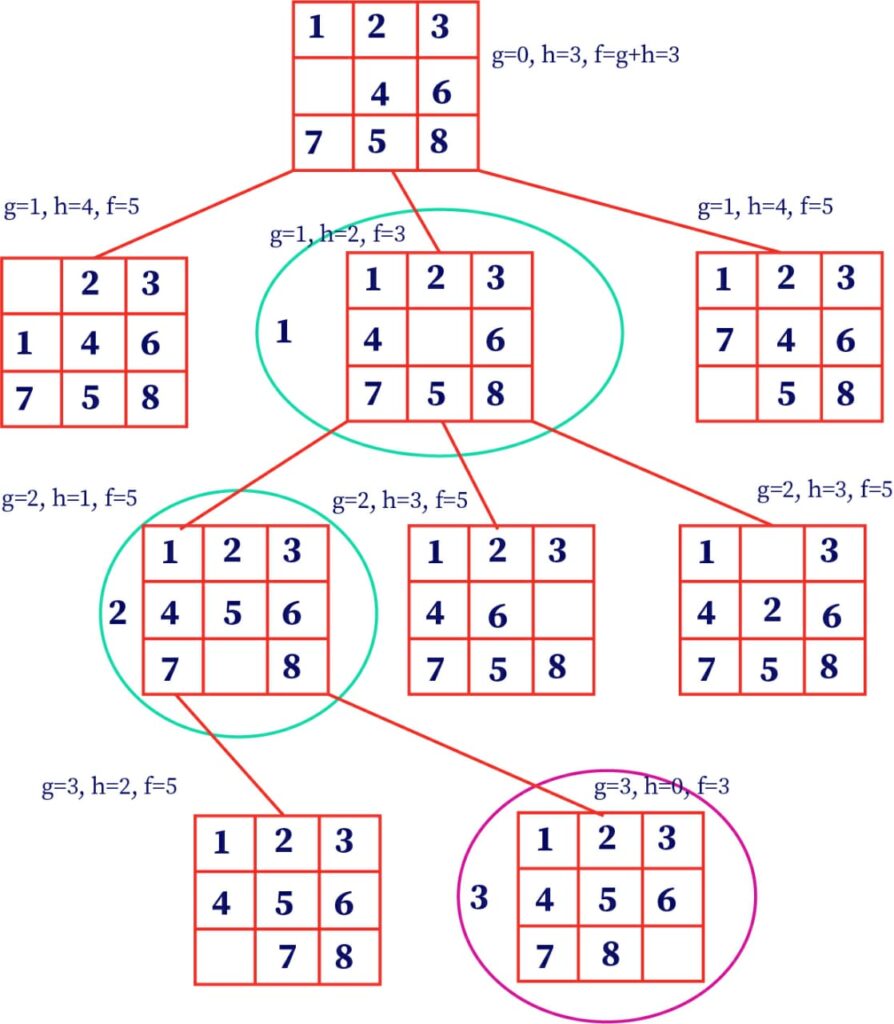 1 2 3
g=0, h=3, f=g+h=3
4 6
7 5 8
g=1, h=4, f=5
2 3
1 4 6
7 5 8
g=1, h=2, f=3
1
1 2 3
4 6
7 5 8
g=1, h=4, f=5
1 2 3
7 4 6
5 8
g=2, h=1, f=5
2
1 2 3
4 5 6
7 8
g=2, h=3, f=5
1 2 3
4 6
7 5 8
g=2, h=3, f=5
1 3
4 2 6
7 5 8
g=3, h=2, f=5
1 2 3
4 5 6
7 8
g=3, h=0, f=3
3
1 2 3
4 5 6
7 8